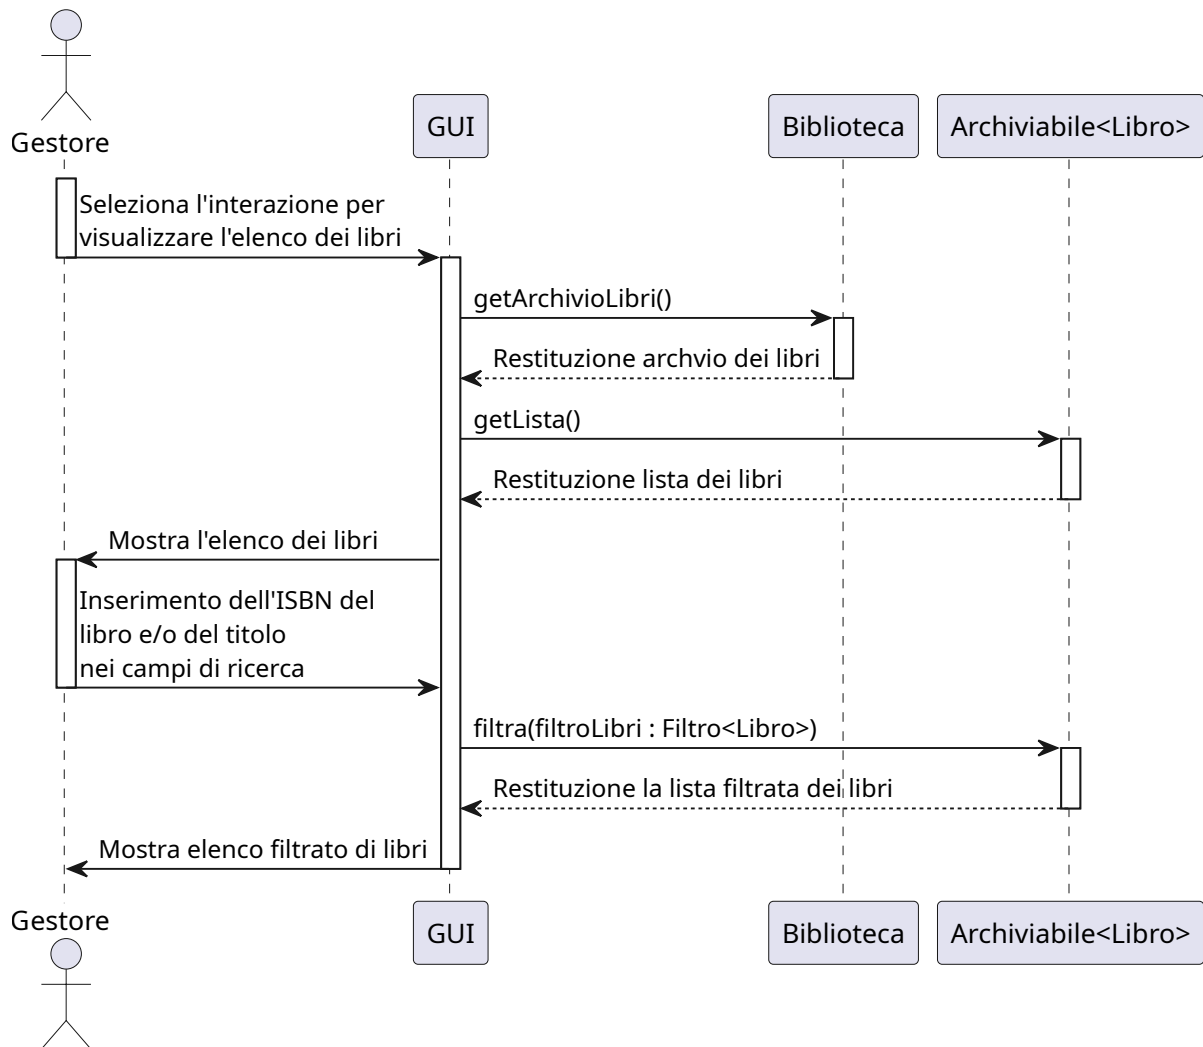 Gestore
GUI
Biblioteca
Archiviabile<Libro>
Seleziona l'interazione per
visualizzare l'elenco dei libri
getArchivioLibri()
Restituzione archvio dei libri
getLista()
Restituzione lista dei libri
Mostra l'elenco dei libri
Inserimento dell'ISBN del
libro e/o del titolo
nei campi di ricerca
filtra(filtroLibri : Filtro<Libro>)
Restituzione la lista filtrata dei libri
Mostra elenco filtrato di libri
Gestore
GUI
Biblioteca
Archiviabile<Libro>